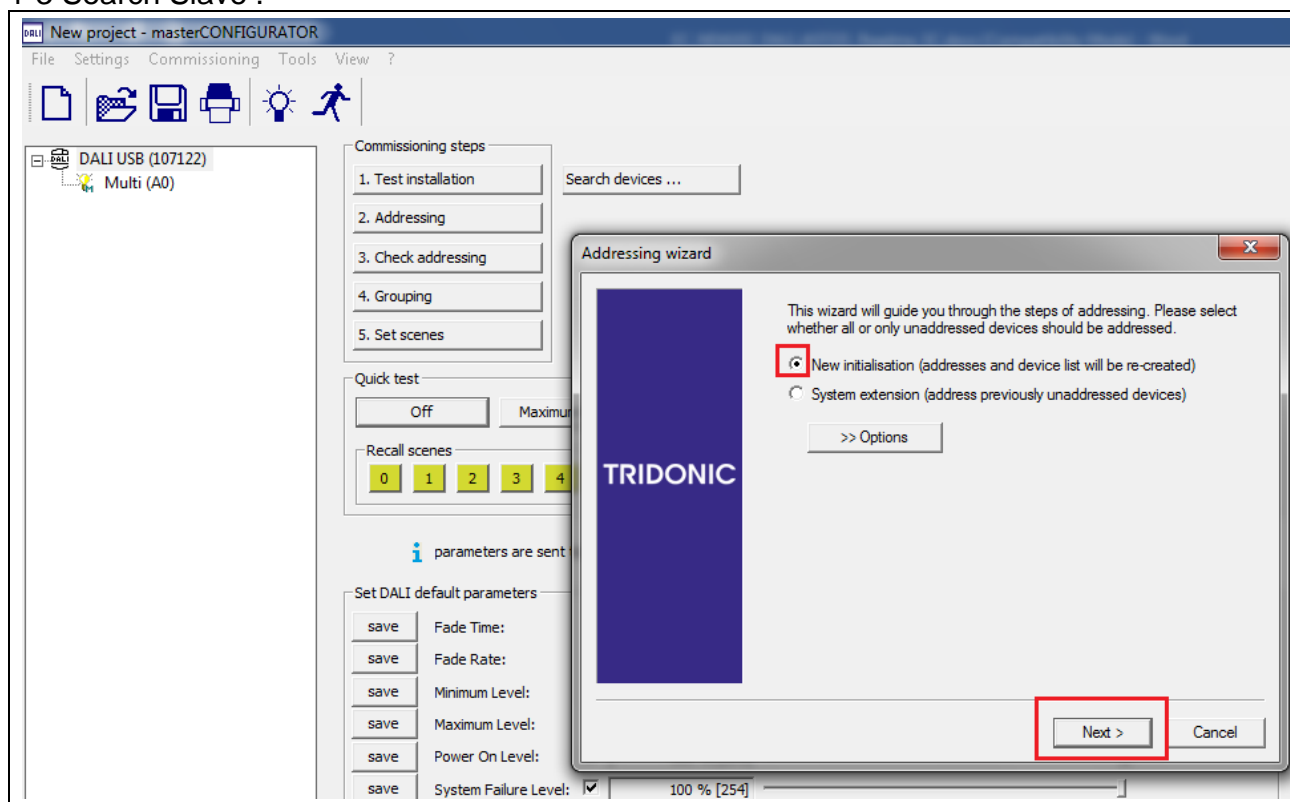 New project - masterCONFIGURATOR
File Settings Commissioning Tools View ?
DALI USB (107122)
Multi (A0)
Commissioning steps
1. Test installation
Search devices ...
2. Addressing
3. Check addressing
4. Grouping
5. Set scenes
Quick test
Off
Recall scenes
0 1 2 3 4
parameters are sent
Set DALI default parameters
save Fade Time:
save Fade Rate:
save Minimum Level:
save Maximum Level:
save Power On Level:
save System Failure Level: 100 % [254]
Addressing wizard
TRIDONIC
This wizard will guide you through the steps of addressing. Please select
whether all or only unaddressed devices should be addressed.
New initialisation (addresses and device list will be re-created)
System extension (address previously unaddressed devices)
>> Options
Next >
Cancel